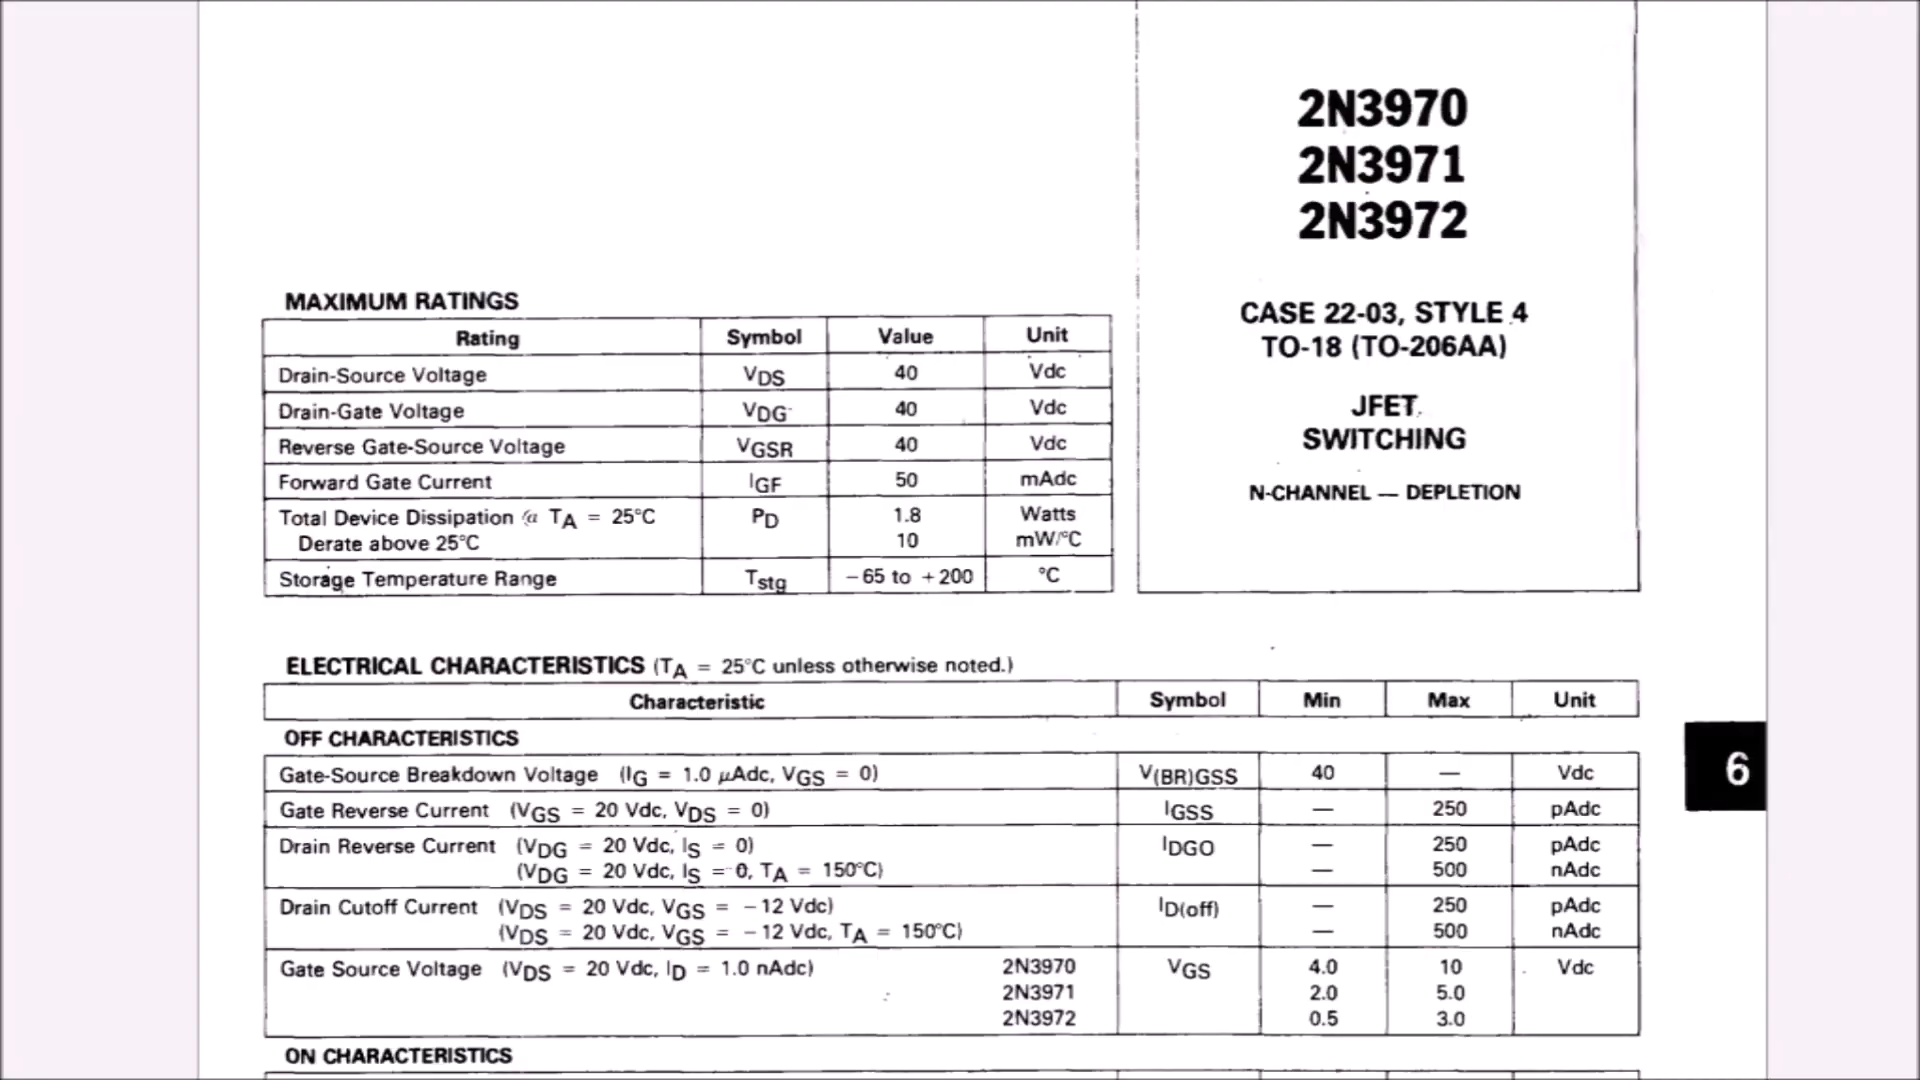 2N3970
2N3971
2N3972
CASE 22-03, STYLE 4
TO-18 (TO-206AA)
JFET
SWITCHING
N-CHANNEL — DEPLETION
MAXIMUM RATINGS
Rating Symbol Value Unit
Drain-Source Voltage VDS 40 Vdc
Drain-Gate Voltage VDG 40 Vdc
Reverse Gate-Source Voltage VGSR 40 Vdc
Forward Gate Current IGF 50 mAdc
Total Device Dissipation @ TA = 25°C PD 1.8 Watts
Derate above 25°C 10 mW/°C
Storage Temperature Range Tstg −65 to +200 °C
ELECTRICAL CHARACTERISTICS (TA = 25°C unless otherwise noted.)
Characteristic Symbol Min Max Unit
OFF CHARACTERISTICS
Gate-Source Breakdown Voltage (IG = 1.0 μAdc, VGS = 0) V(BR)GSS 40 — Vdc
Gate Reverse Current (VGS = 20 Vdc, VDS = 0) IGSS — 250 pAdc
Drain Reverse Current (VDG = 20 Vdc, IS = 0) IDGO — 250 pAdc
(VDG = 20 Vdc, IS = 0, TA = 150°C) — 500 nAdc
Drain Cutoff Current (VDS = 20 Vdc, VGS = −12 Vdc) ID(off) — 250 pAdc
(VDS = 20 Vdc, VGS = −12 Vdc, TA = 150°C) — 500 nAdc
Gate Source Voltage (VDS = 20 Vdc, ID = 1.0 nAdc) 2N3970 VGS 4.0 10 Vdc
2N3971 2.0 5.0
2N3972 0.5 3.0
ON CHARACTERISTICS
6